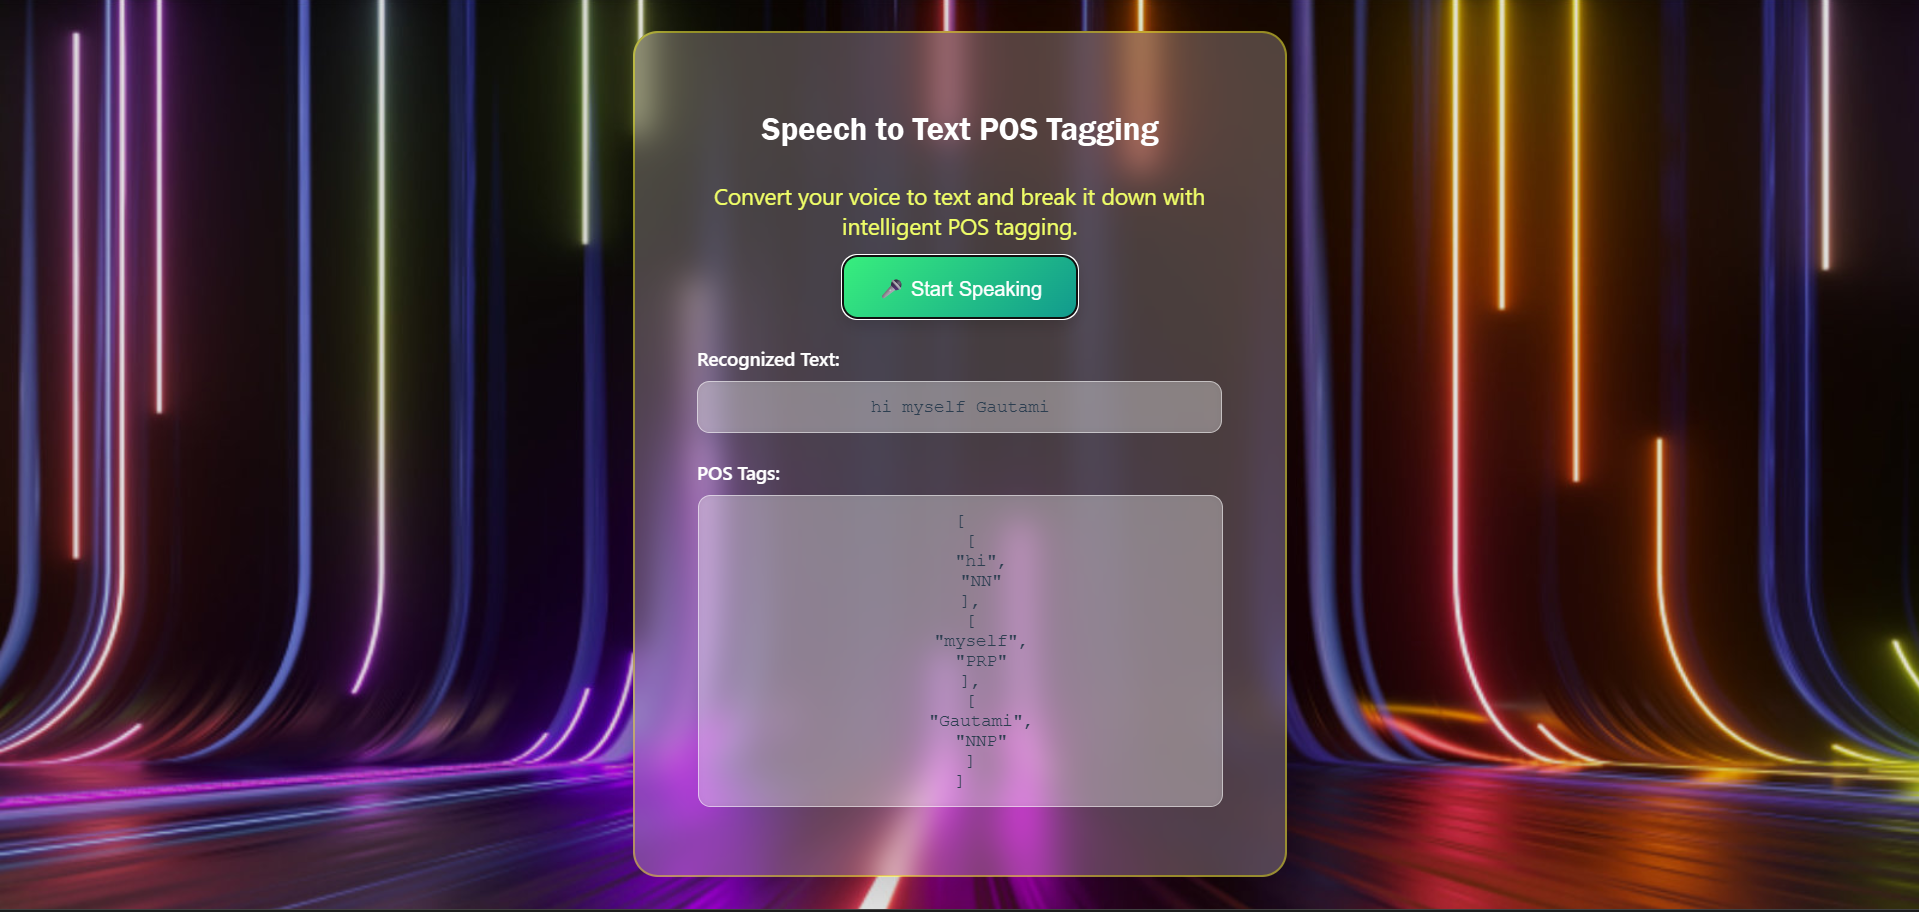 Speech to Text POS Tagging
Convert your voice to text and break it down with
intelligent POS tagging.
🎤 Start Speaking
Recognized Text:
hi myself Gautami
POS Tags:
[
[
"hi",
"NN"
],
[
"myself",
"PRP"
],
[
"Gautami",
"NNP"
]
]